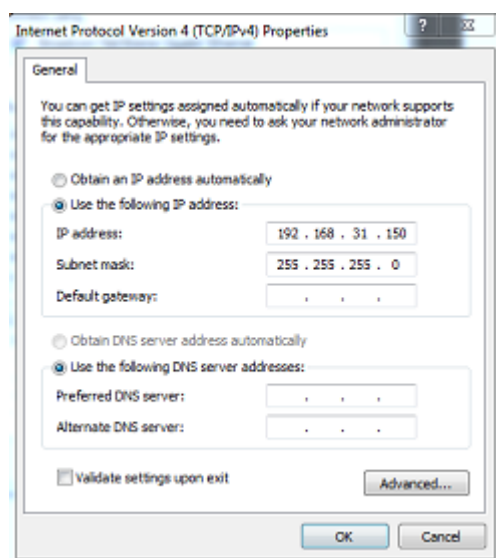 Internet Protocol Version 4 (TCP/IPv4) Properties
?
General
You can get IP settings assigned automatically if your network supports
this capability. Otherwise, you need to ask your network administrator
for the appropriate IP settings.
Obtain an IP address automatically
Use the following IP address:
IP address: 192 . 168 . 31 . 150
Subnet mask: 255 . 255 . 255 . 0
Default gateway: . . .
Obtain DNS server address automatically
Use the following DNS server addresses:
Preferred DNS server: . . .
Alternate DNS server: . . .
Validate settings upon exit
Advanced...
OK Cancel